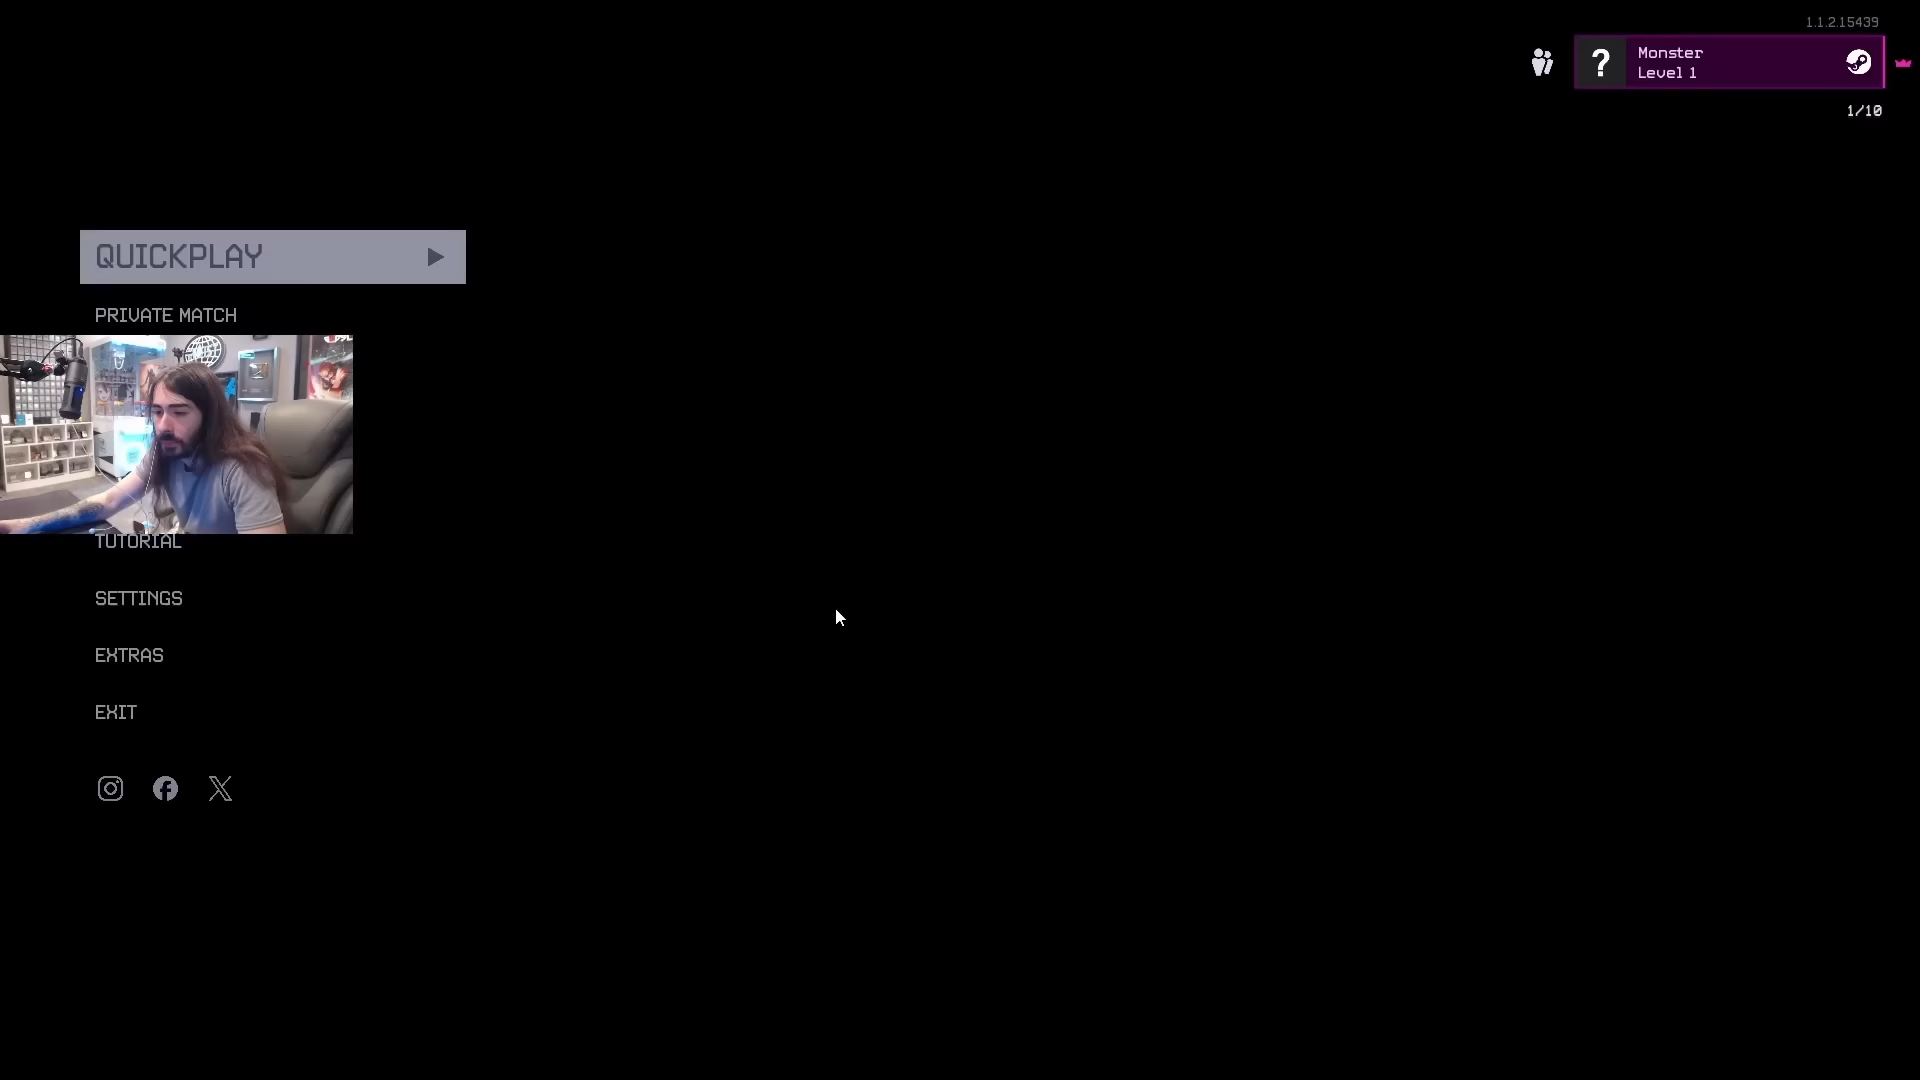 1.1.2.15439
Monster
Level 1
1/10
QUICKPLAY
PRIVATE MATCH
TUTORIAL
SETTINGS
EXTRAS
EXIT